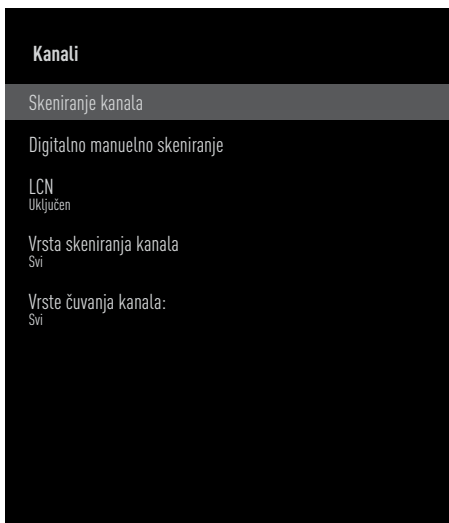 Kanali
Skeniranje kanala
Digitalno manuelno skeniranje
LCN
Uključen
Vrsta skeniranja kanala
Svi
Vrste čuvanja kanala:
Svi